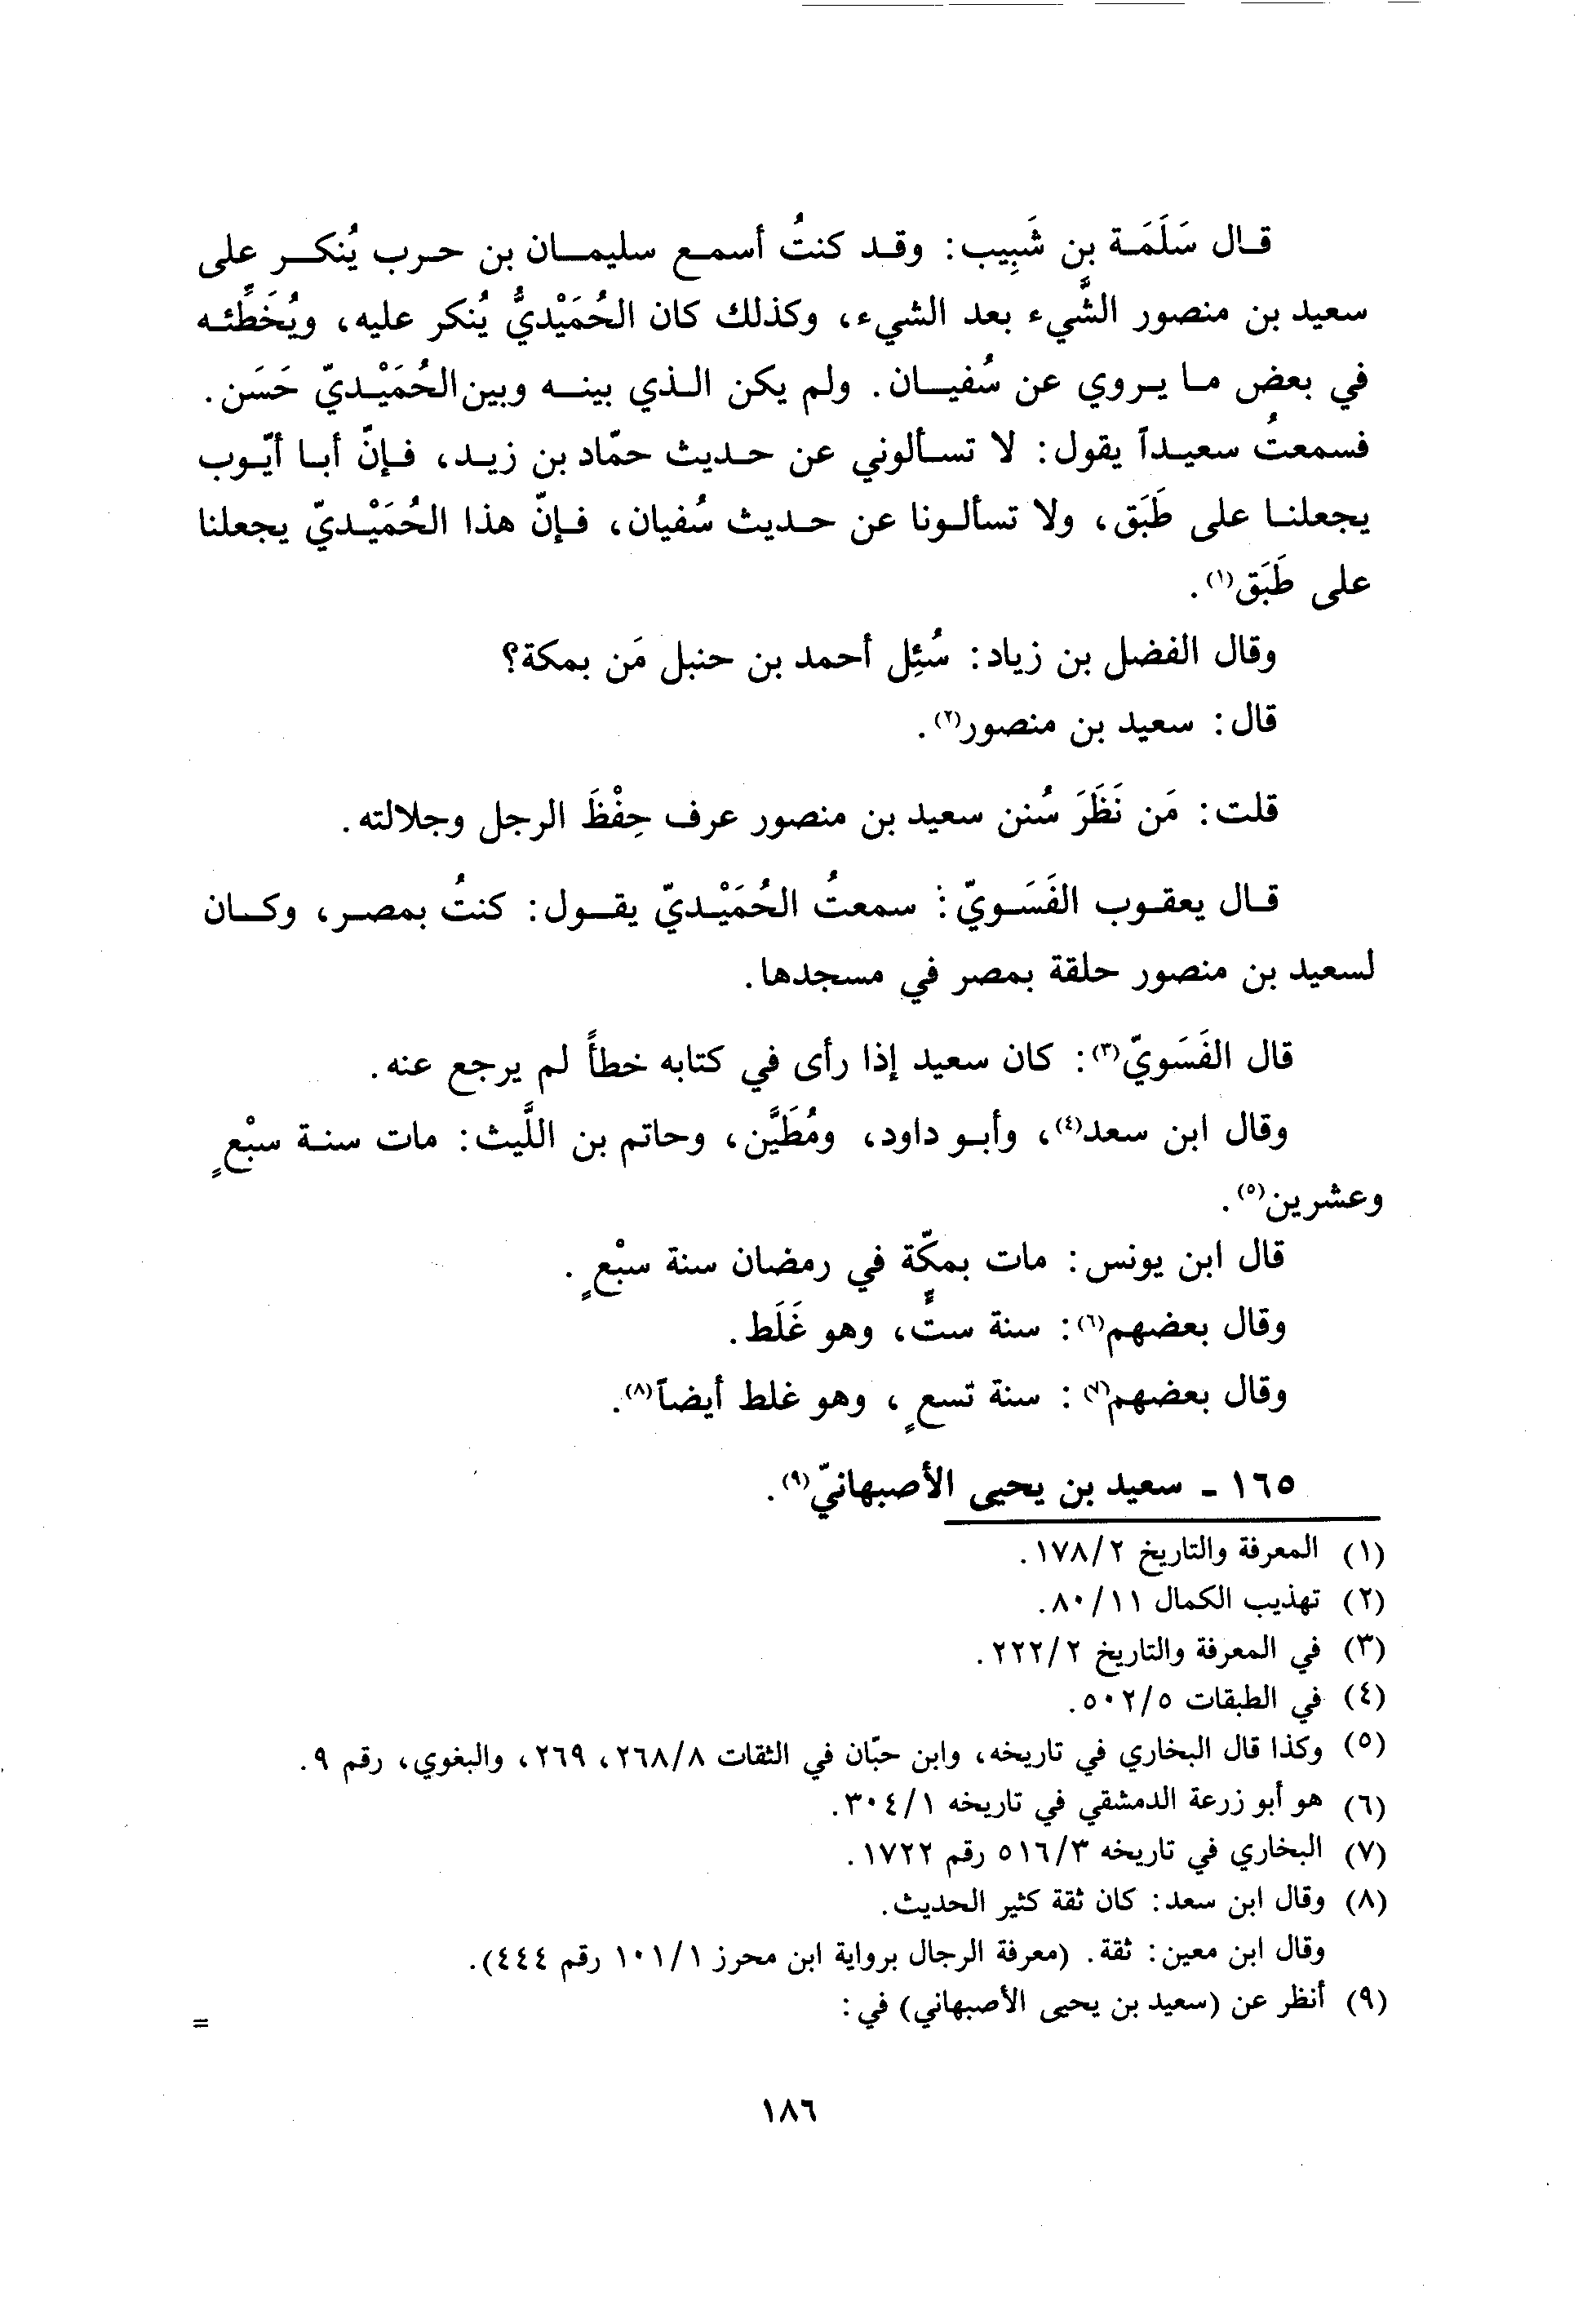 قال سَلَمَة بن شَبِيب: وقد كنتُ أسمع سليمان بن حرب يُنكر على
سعيد بن منصور الشَّيء بعد الشيء، وكذلك كان الحُمَيْديُّ يُنكر عليه، ويُخَطِّئه
في بعض ما يروي عن سُفيان. ولم يكن الذي بينه وبين الحُمَيْديّ حَسَن.
فسمعتُ سعيداً يقول: لا تسألوني عن حديث حمّاد بن زيد، فإنّ أبا أيّوب
يجعلنا على طَبَق، ولا تسألونا عن حديث سُفيان، فإنّ هذا الحُمَيْديّ يجعلنا
على طَبَق(١).
وقال الفضل بن زياد: سُئِل أحمد بن حنبل مَن بمكة؟
قال: سعيد بن منصور(٢).
قلت: مَن نَظَرَ سُنن سعيد بن منصور عرف حِفْظَ الرجل وجلالته.
قال يعقوب الفَسَويّ: سمعتُ الحُمَيْديّ يقول: كنتُ بمصر، وكان
لسعيد بن منصور حلقة بمصر في مسجدها.
قال الفَسَويّ(٣): كان سعيد إذا رأى في كتابه خطأً لم يرجع عنه.
وقال ابن سعد(٤)، وأبو داود، ومُطَيَّن، وحاتم بن اللَّيث: مات سنة سبْعٍ
وعشرين(٥).
قال ابن يونس: مات بمكّة في رمضان سنة سبْعٍ.
وقال بعضهم(٦): سنة ستٍّ، وهو غَلَط.
وقال بعضهم(٧): سنة تسعٍ، وهو غلط أيضاً(٨).
١٦٥ ـ سعيد بن يحيى الأصبهانيّ(٩).
(١) المعرفة والتاريخ ١٧٨/٢.
(٢) تهذيب الكمال ٨٠/١١.
(٣) في المعرفة والتاريخ ٢٢٢/٢.
(٤) في الطبقات ٥٠٢/٥.
(٥) وكذا قال البخاري في تاريخه، وابن حبّان في الثقات ٢٦٨/٨، ٢٦٩، والبغوي، رقم ٩.
(٦) هو أبو زرعة الدمشقي في تاريخه ٣٠٤/١.
(٧) البخاري في تاريخه ٥١٦/٣ رقم ١٧٢٢.
(٨) وقال ابن سعد: كان ثقة كثير الحديث.
وقال ابن معين: ثقة. (معرفة الرجال برواية ابن محرز ١٠١/١ رقم ٤٤٤).
(٩) أنظر عن (سعيد بن يحيى الأصبهاني) في:
=
١٨٦